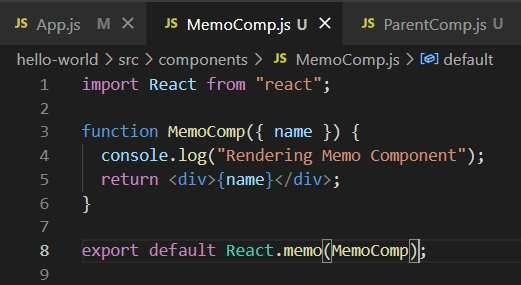 JS App.js M JS MemoComp.js U × JS ParentComp.js U
hello-world > src > components > JS MemoComp.js > default
1 import React from "react";
2
3 function MemoComp({ name }) {
4 console.log("Rendering Memo Component");
5 return <div>{name}</div>;
6 }
7
8 export default React.memo(MemoComp);
9